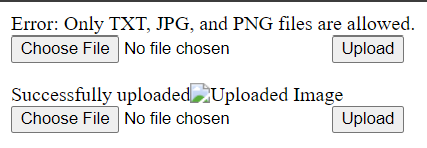 Error: Only TXT, JPG, and PNG files are allowed.
Choose File No file chosen Upload
Successfully uploaded Uploaded Image
Choose File No file chosen Upload